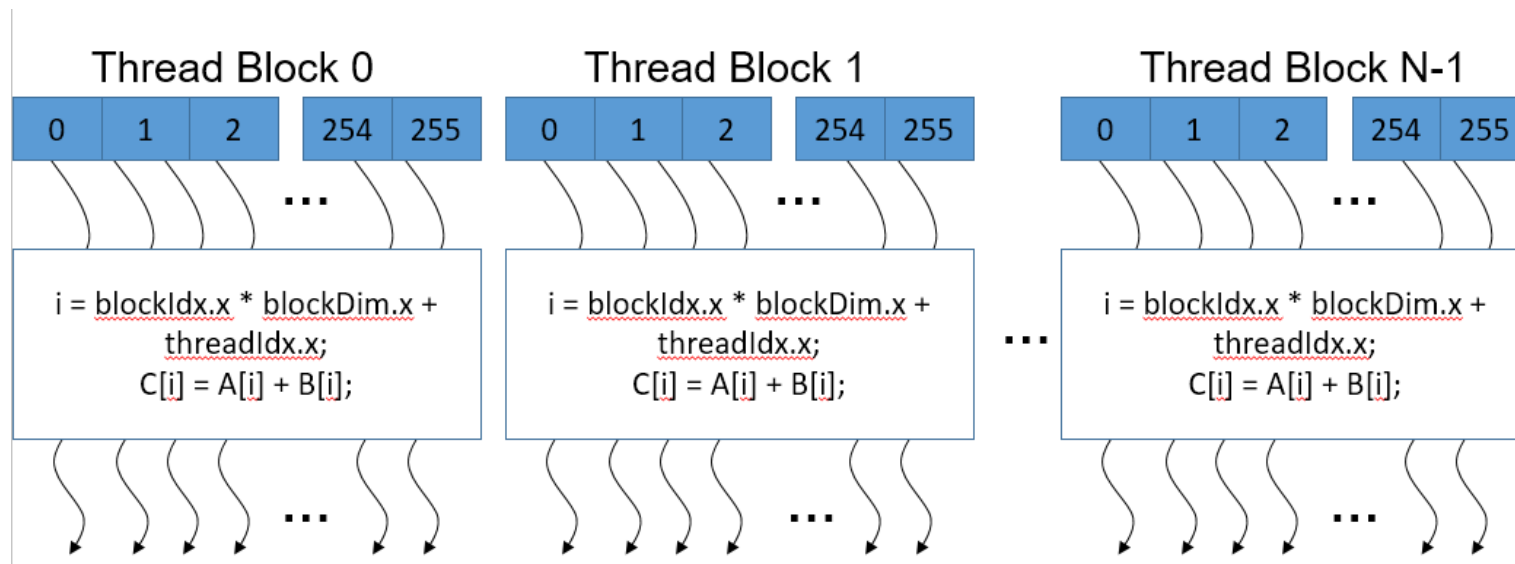 Thread Block 0
0 1 2 254 255
...
i = blockIdx.x * blockDim.x +
threadIdx.x;
C[i] = A[i] + B[i];
...
Thread Block 1
0 1 2 254 255
...
i = blockIdx.x * blockDim.x +
threadIdx.x;
C[i] = A[i] + B[i];
...
...
Thread Block N-1
0 1 2 254 255
...
i = blockIdx.x * blockDim.x +
threadIdx.x;
C[i] = A[i] + B[i];
...